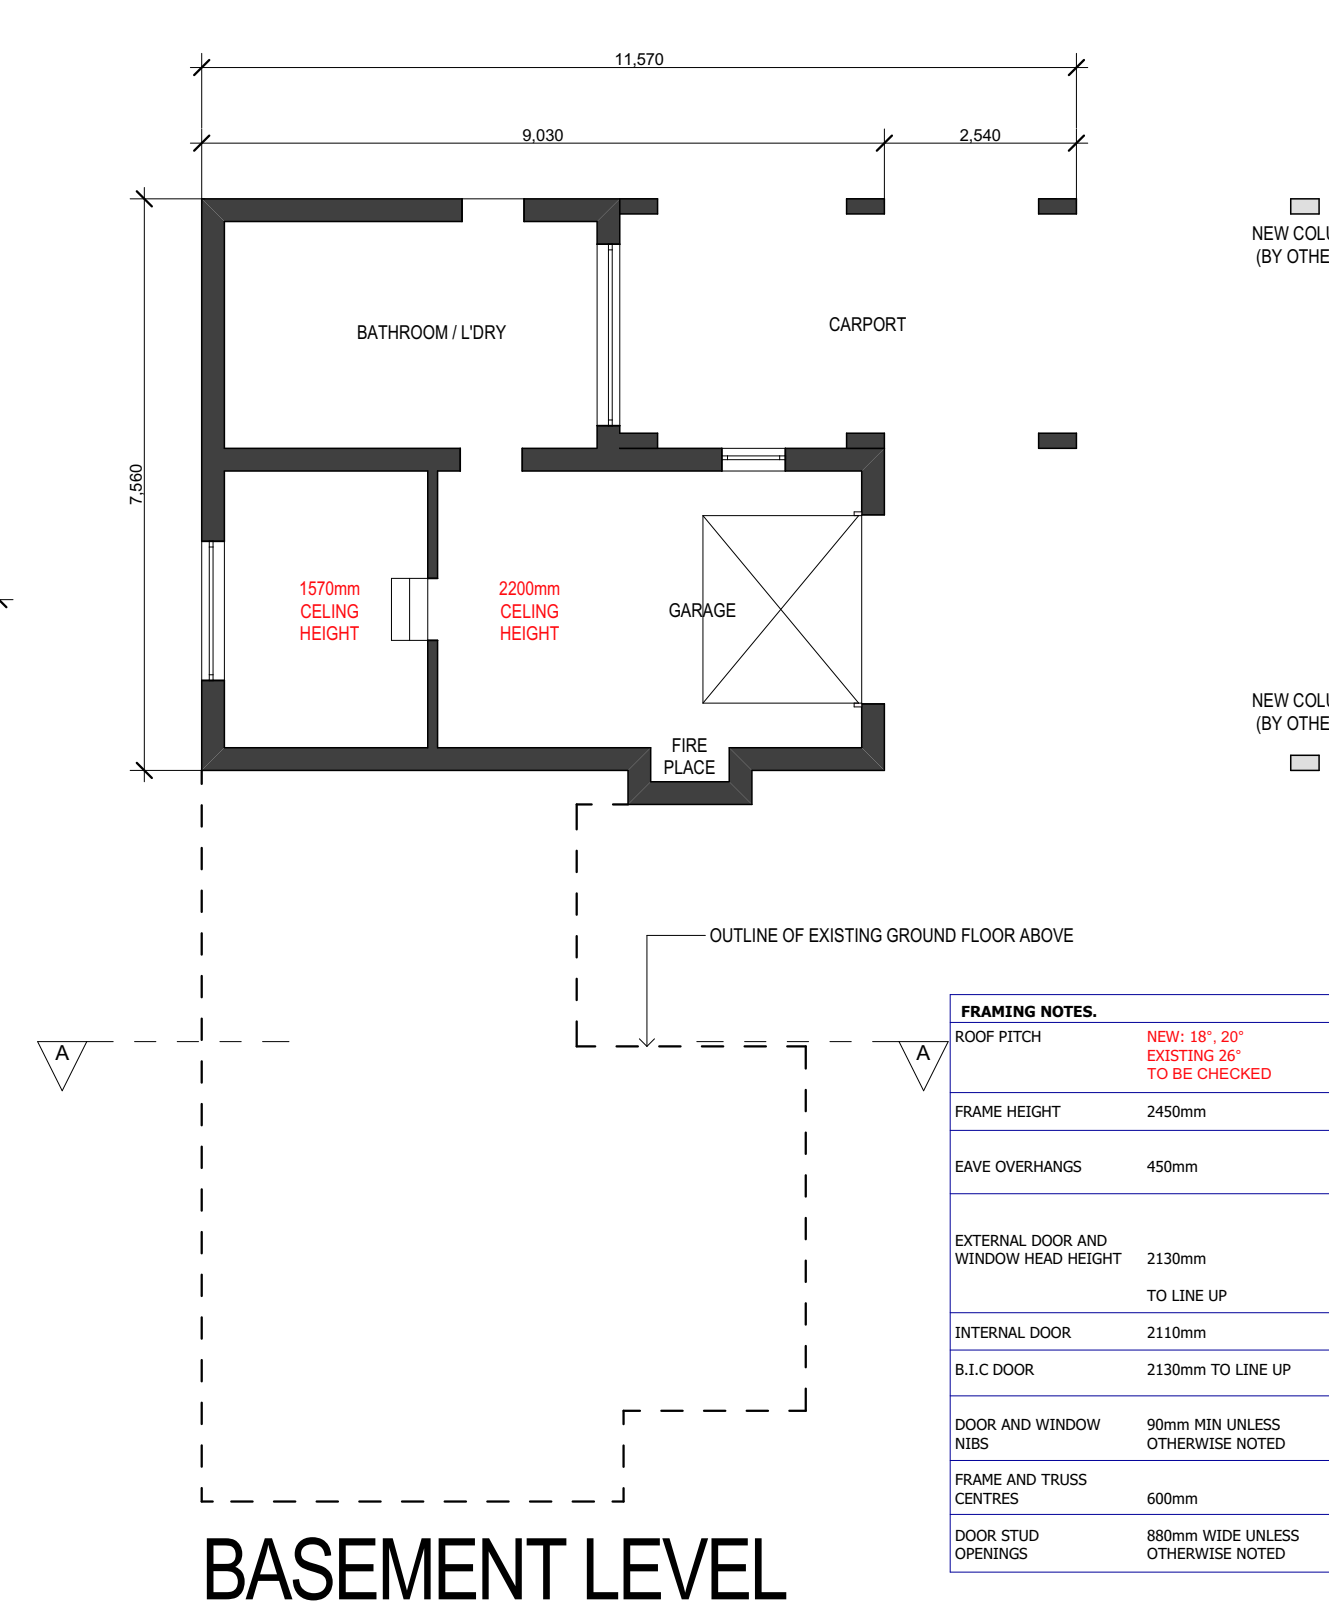 11,570
9,030
2,540
7,560
NEW COLU
(BY OTHE
BATHROOM / L'DRY
CARPORT
1570mm
CELING
HEIGHT
2200mm
CELING
HEIGHT
GARAGE
FIRE
PLACE
NEW COLU
(BY OTHE
OUTLINE OF EXISTING GROUND FLOOR ABOVE
A
A
FRAMING NOTES.
ROOF PITCH NEW: 18°, 20°
EXISTING 26°
TO BE CHECKED
FRAME HEIGHT 2450mm
EAVE OVERHANGS 450mm
EXTERNAL DOOR AND
WINDOW HEAD HEIGHT 2130mm
TO LINE UP
INTERNAL DOOR 2110mm
B.I.C DOOR 2130mm TO LINE UP
DOOR AND WINDOW 90mm MIN UNLESS
NIBS OTHERWISE NOTED
FRAME AND TRUSS
CENTRES 600mm
DOOR STUD 880mm WIDE UNLESS
OPENINGS OTHERWISE NOTED
BASEMENT LEVEL